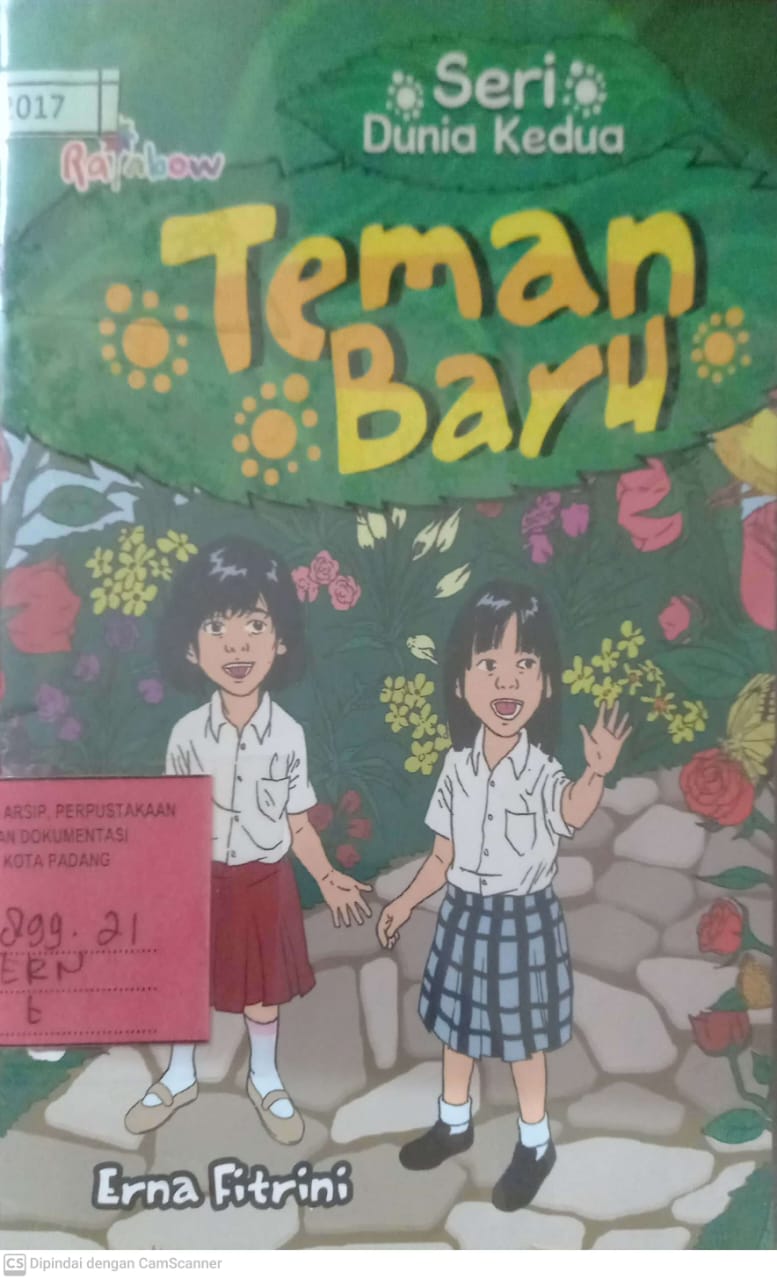 2017
Seri
Dunia Kedua
Rainbow
Teman
Baru
ARSIP, PERPUSTAKAAN
AN DOKUMENTASI
KOTA PADANG
899.21
ERN
t
Erna Fitrini
CS Dipindai dengan CamScanner